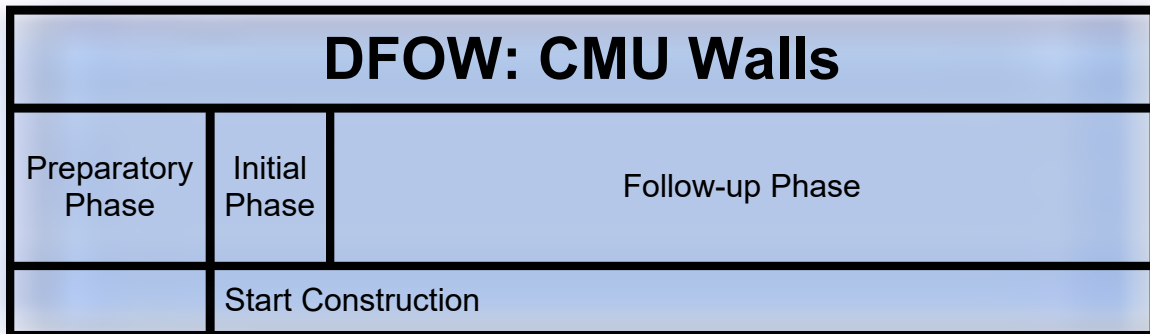 DFOW: CMU Walls
Preparatory
Phase
Initial
Phase
Follow-up Phase
Start Construction